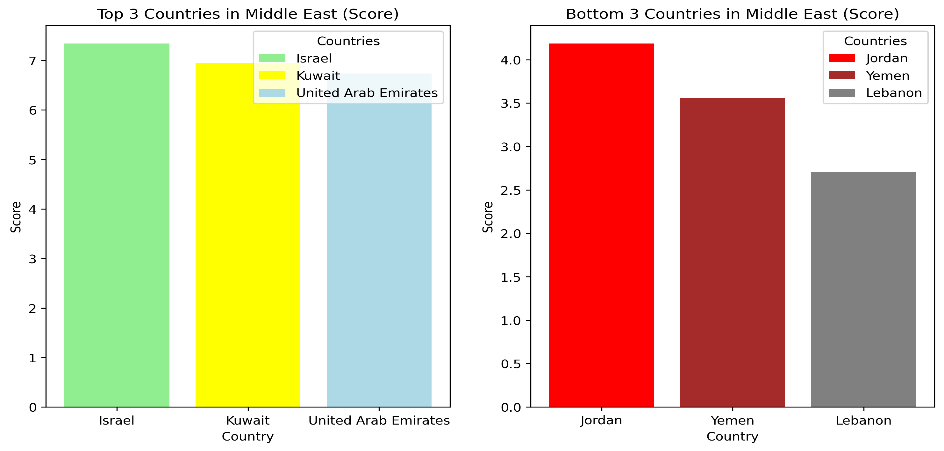 Top 3 Countries in Middle East (Score)
Score
7
6
5
4
3
2
1
0
Countries
Israel
Kuwait
United Arab Emirates
Israel
Kuwait
United Arab Emirates
Country
Bottom 3 Countries in Middle East (Score)
Score
4.0
3.5
3.0
2.5
2.0
1.5
1.0
0.5
0.0
Countries
Jordan
Yemen
Lebanon
Jordan
Yemen
Lebanon
Country